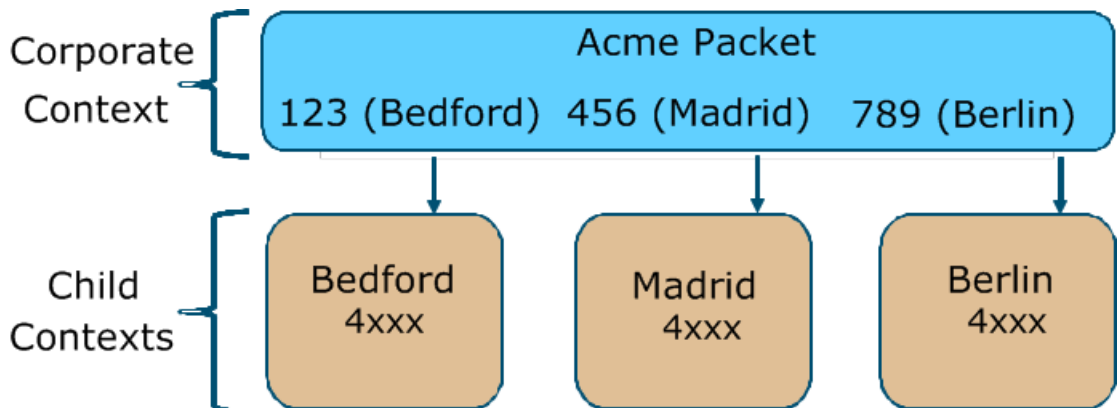 Corporate
Context
Acme Packet
123 (Bedford) 456 (Madrid) 789 (Berlin)
Child
Contexts
Bedford
4xxx
Madrid
4xxx
Berlin
4xxx